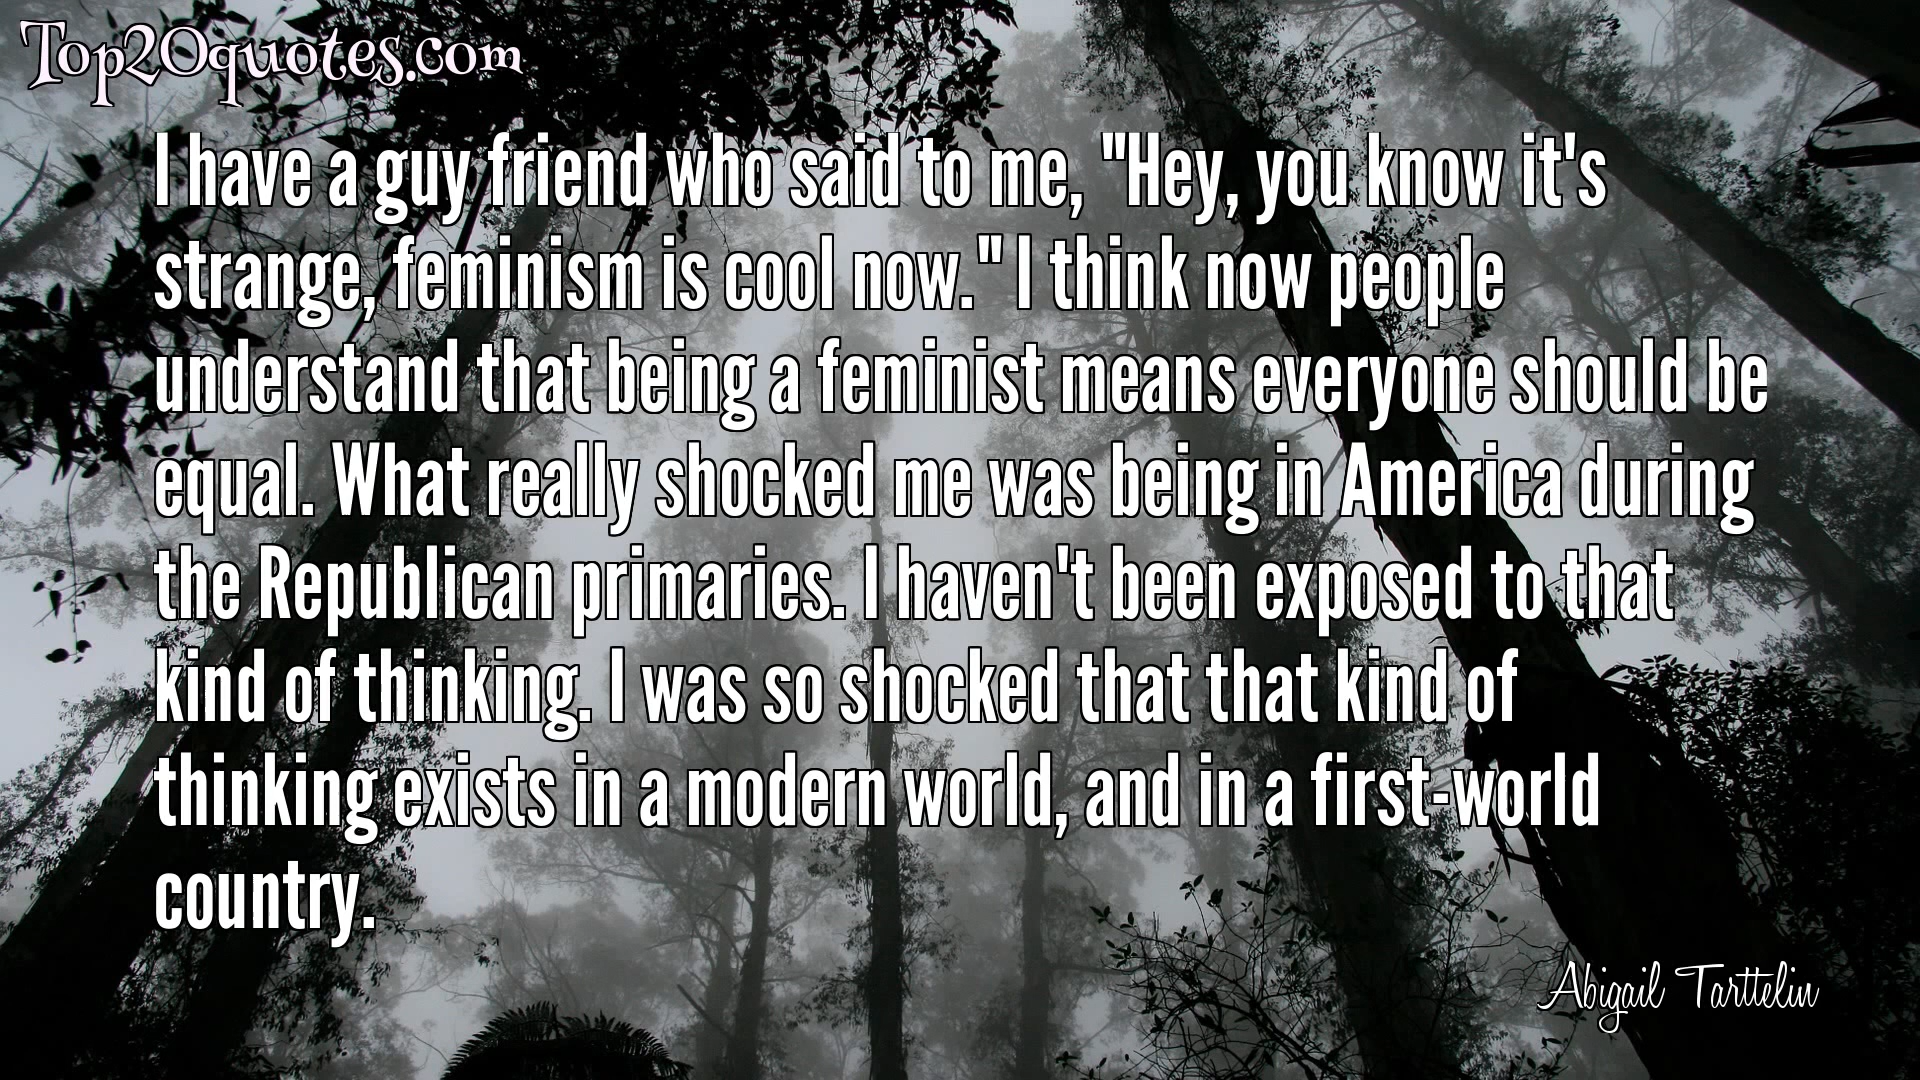 Top20quotes.com
I have a guy friend who said to me, "Hey, you know it's
strange, feminism is cool now." I think now people
understand that being a feminist means everyone should be
equal. What really shocked me was being in America during
the Republican primaries. I haven't been exposed to that
kind of thinking. I was so shocked that that kind of
thinking exists in a modern world, and in a first-world
country.
Abigail Tarttelin